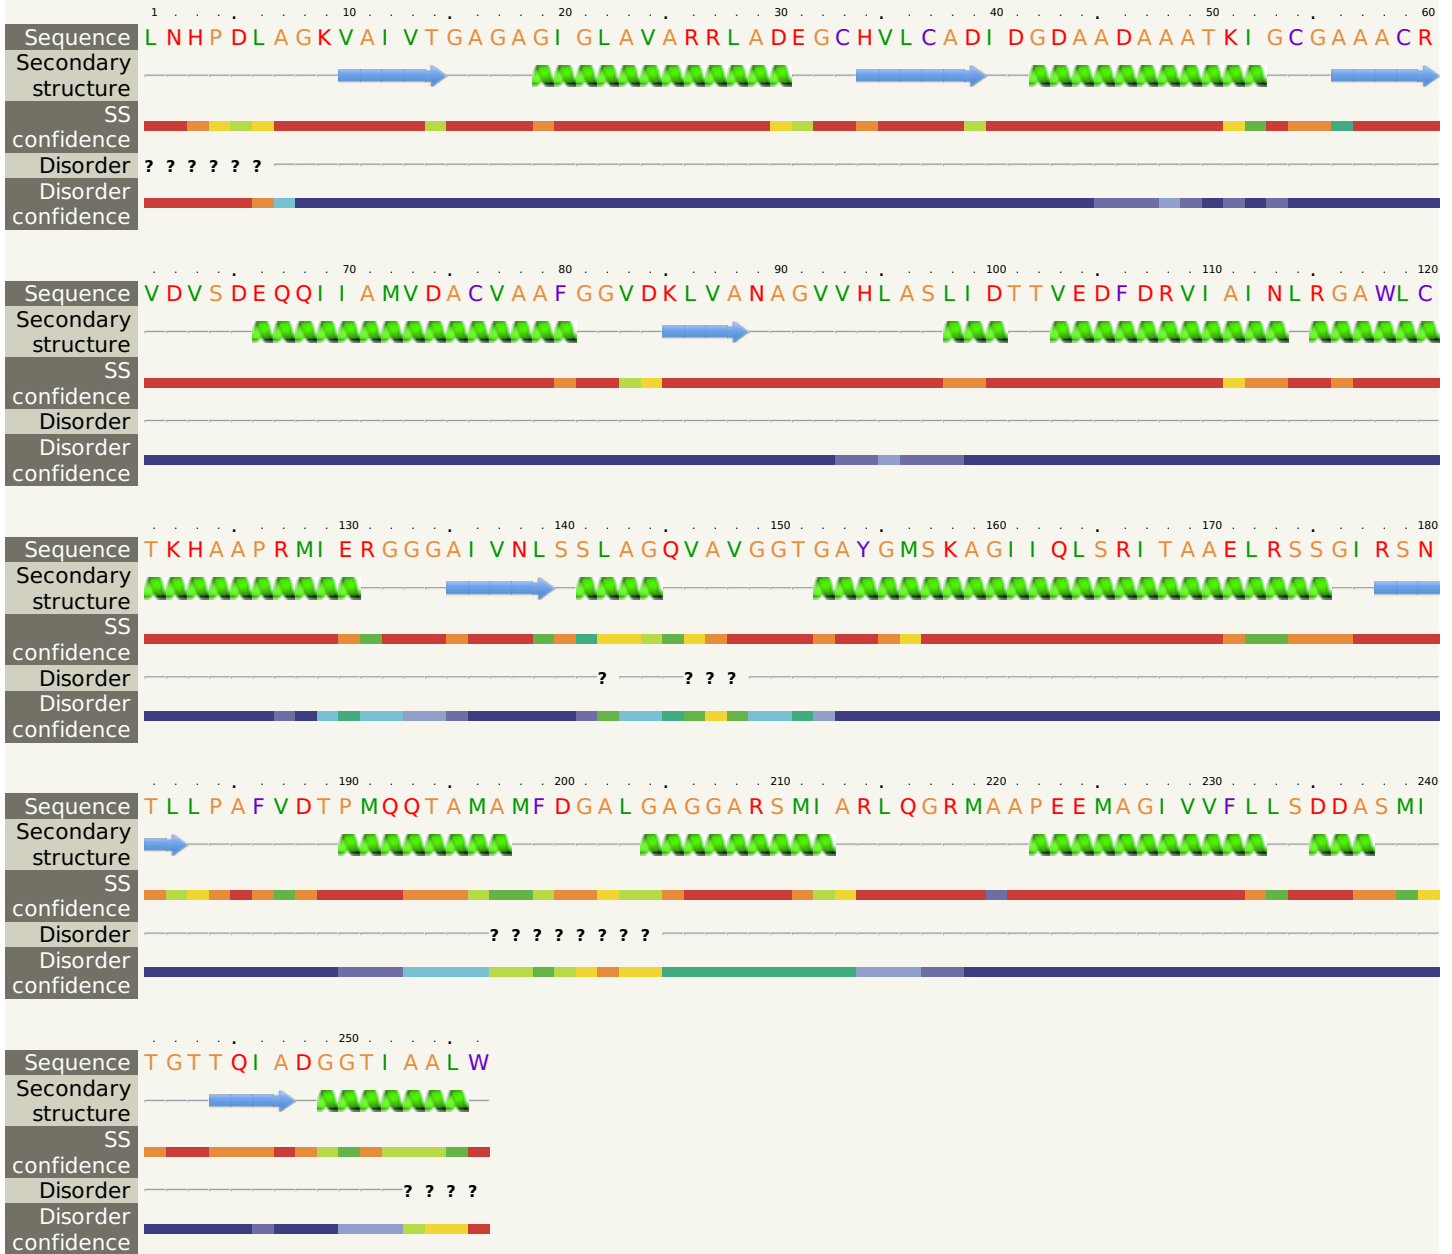 1 10 20 30 40 50 60
Sequence L N H P D L A G K V A I V T G A G A G I G L A V A R R L A D E G C H V L C A D I D G D A A D A A A T K I G C G A A A C R
Secondary
structure
SS
confidence
Disorder ? ? ? ? ? ?
Disorder
confidence
70 80 90 100 110 120
Sequence V D V S D E Q Q I I A M V D A C V A A F G G V D K L V A N A G V V H L A S L I D T T V E D F D R V I A I N L R G A W L C
Secondary
structure
SS
confidence
Disorder
Disorder
confidence
130 140 150 160 170 180
Sequence T K H A A P R M I E R G G G A I V N L S S L A G Q V A V G G T G A Y G M S K A G I I Q L S R I T A A E L R S S G I R S N
Secondary
structure
SS
confidence
Disorder ? ? ? ?
Disorder
confidence
190 200 210 220 230 240
Sequence T L L P A F V D T P M Q Q T A M A M F D G A L G A G G A R S M I A R L Q G R M A A P E E M A G I V V F L L S D D A S M I
Secondary
structure
SS
confidence
Disorder ? ? ? ? ? ? ? ?
Disorder
confidence
250
Sequence T G T T Q I A D G G T I A A L W
Secondary
structure
SS
confidence
Disorder ? ? ? ?
Disorder
confidence